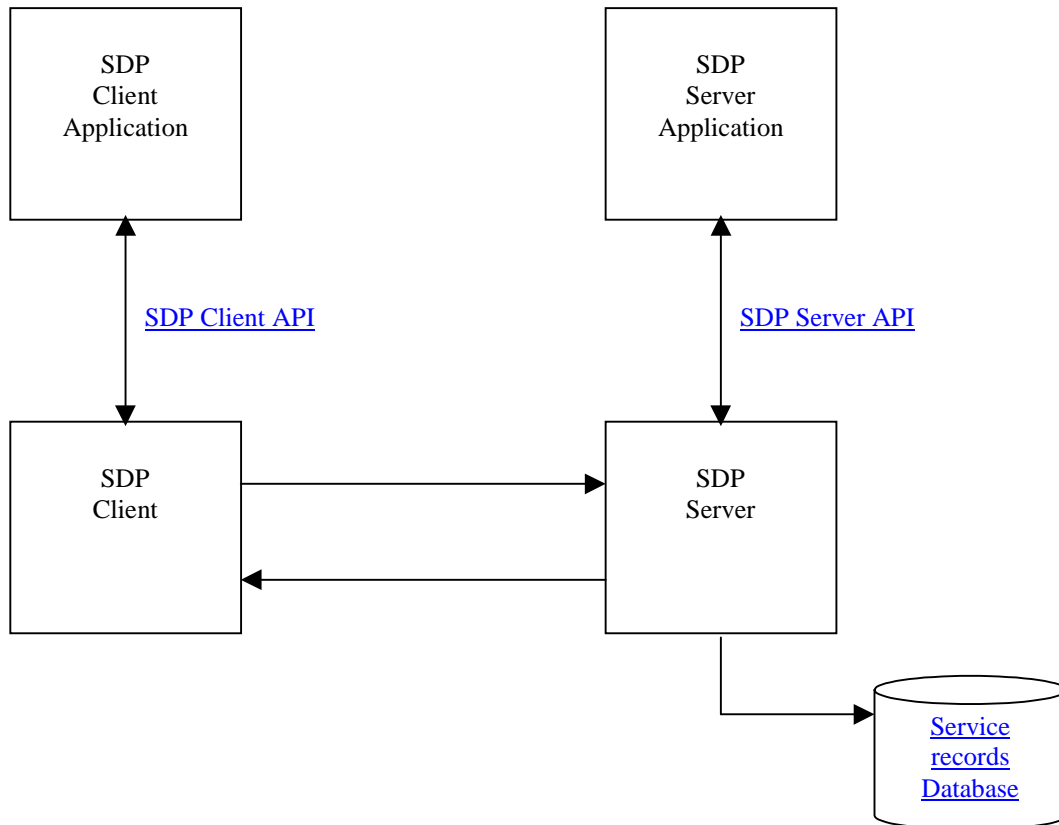 SDP
Client
Application
SDP
Server
Application
SDP Client API
SDP Server API
SDP
Client
SDP
Server
Service
records
Database